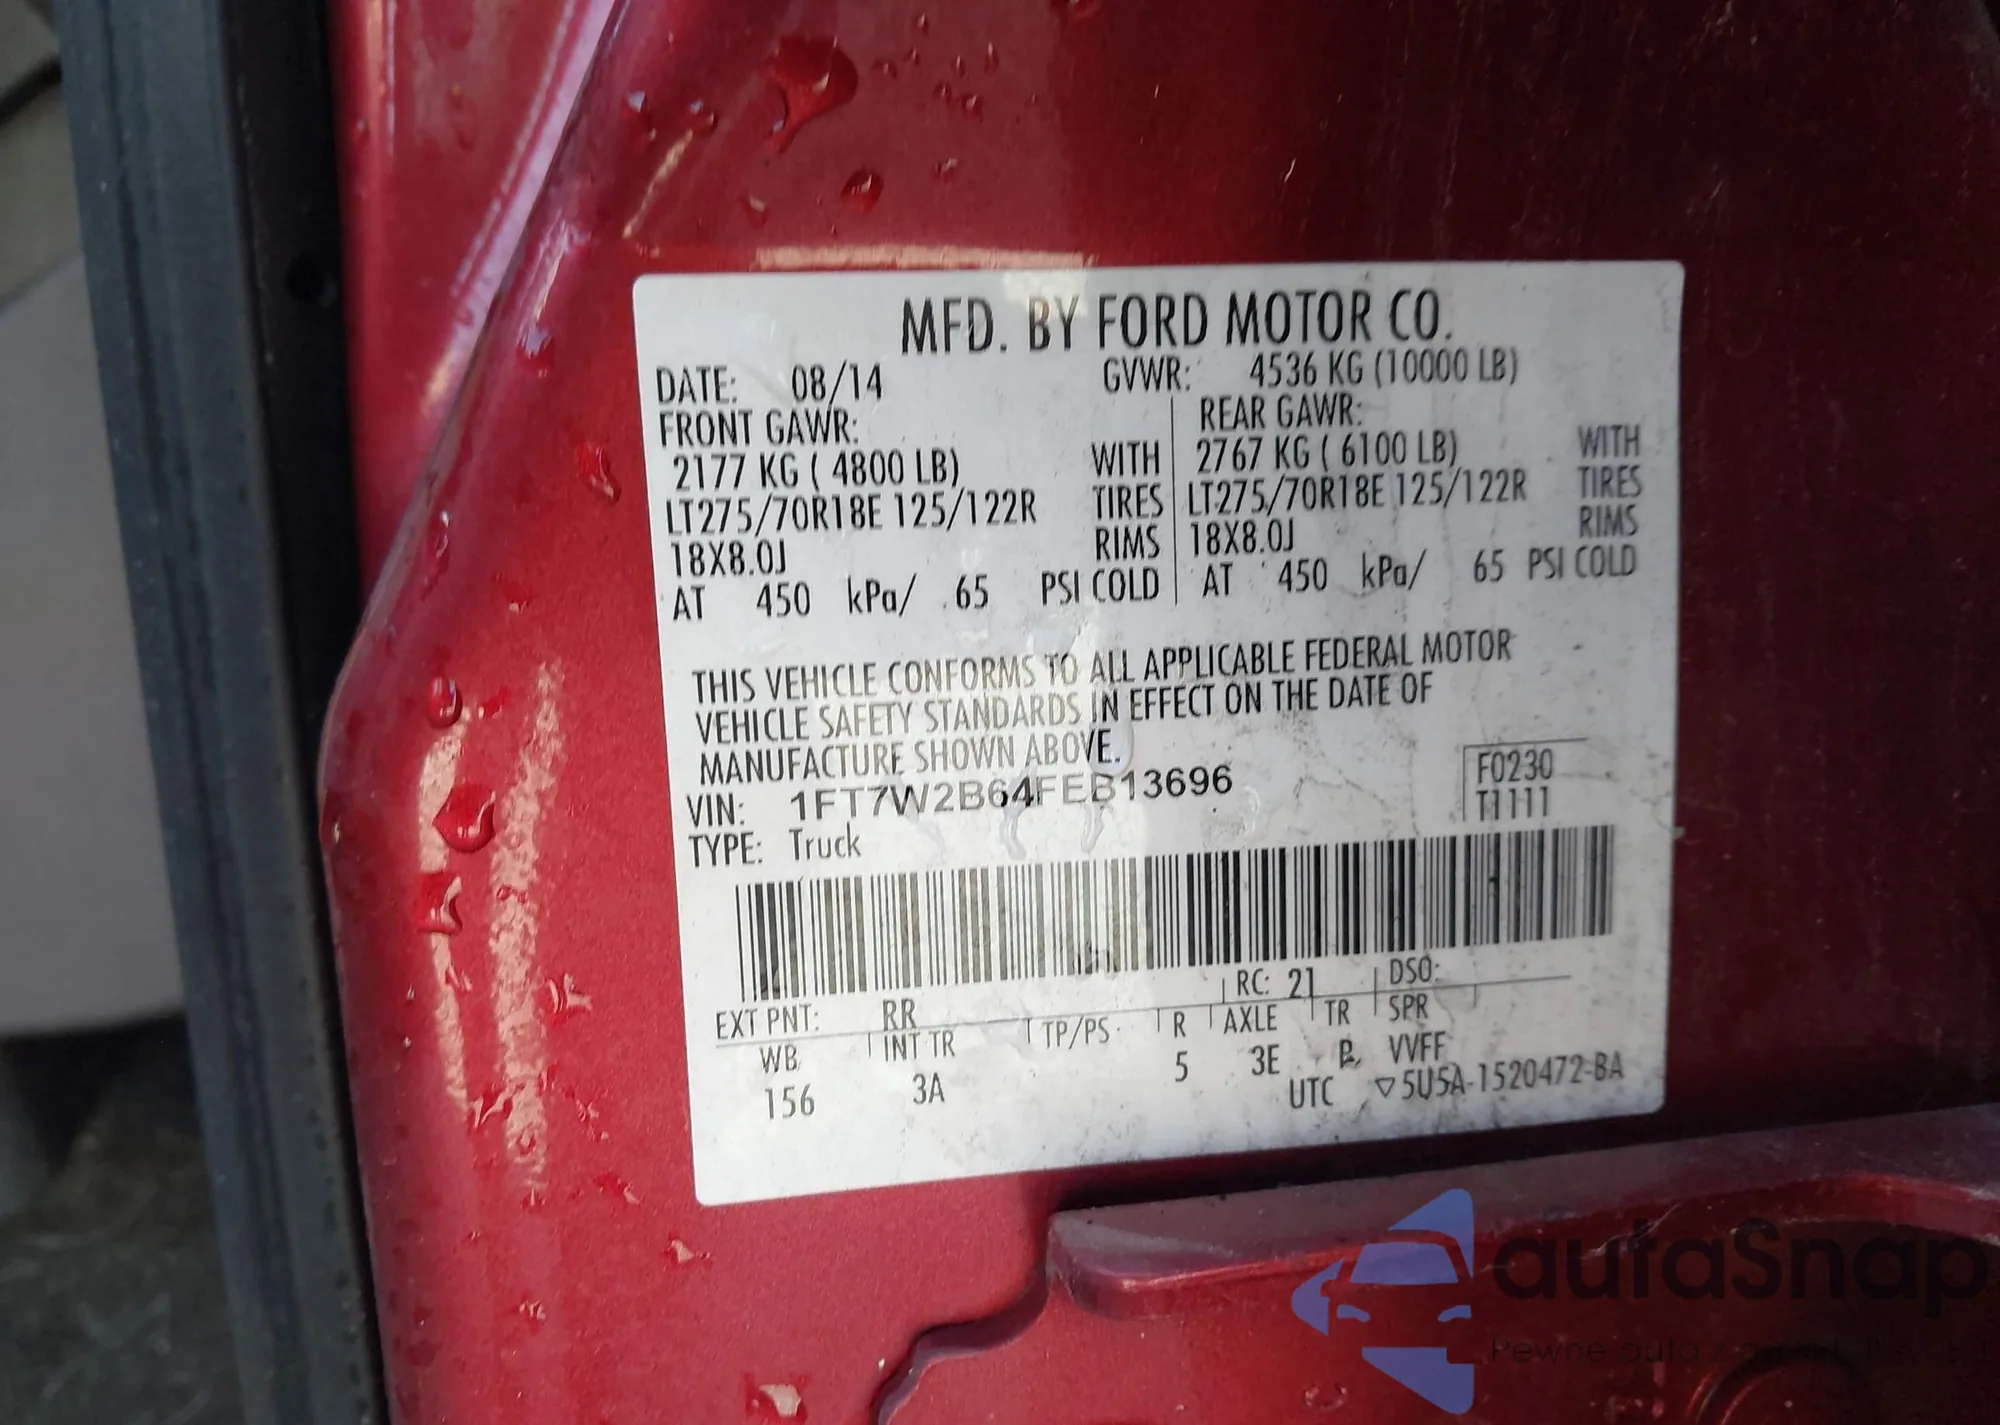 MFD. BY FORD MOTOR CO.
DATE: 08/14 GVWR: 4536 KG (10000 LB)
FRONT GAWR: REAR GAWR:
2177 KG ( 4800 LB) WITH 2767 KG ( 6100 LB) WITH
LT275/70R18E 125/122R TIRES LT275/70R18E 125/122R TIRES
18X8.0J RIMS 18X8.0J RIMS
AT 450 kPa/ 65 PSI COLD AT 450 kPa/ 65 PSI COLD
THIS VEHICLE CONFORMS TO ALL APPLICABLE FEDERAL MOTOR
VEHICLE SAFETY STANDARDS IN EFFECT ON THE DATE OF
MANUFACTURE SHOWN ABOVE.
VIN: 1FT7W2B64FEB13696 F0230
TYPE: Truck T1111
EXT PNT: RR RC: 21 DSO:
WB INT TR TP/PS R AXLE TR SPR
156 3A 5 3E VVFF
UTC ▽5U5A-1520472-BA
autaSnap
Pewne auta z